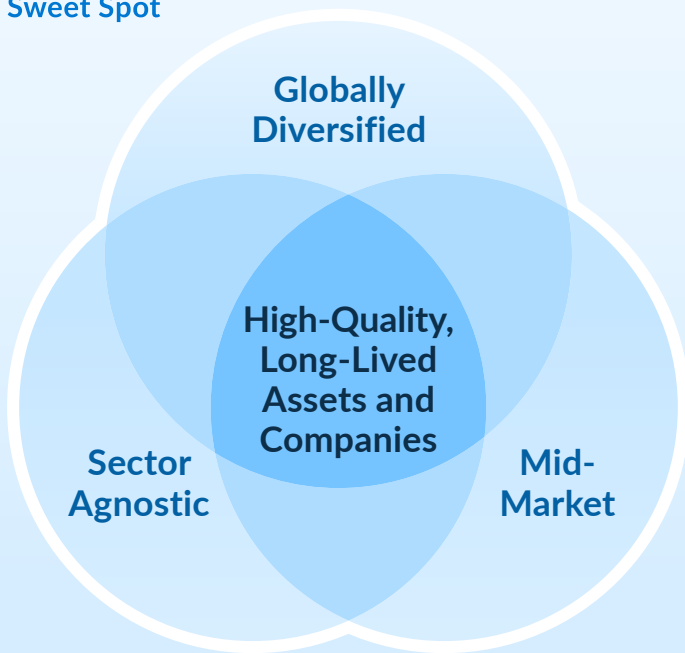 Sweet Spot
Globally
Diversified
High-Quality,
Long-Lived
Assets and
Companies
Sector
Agnostic
Mid-
Market